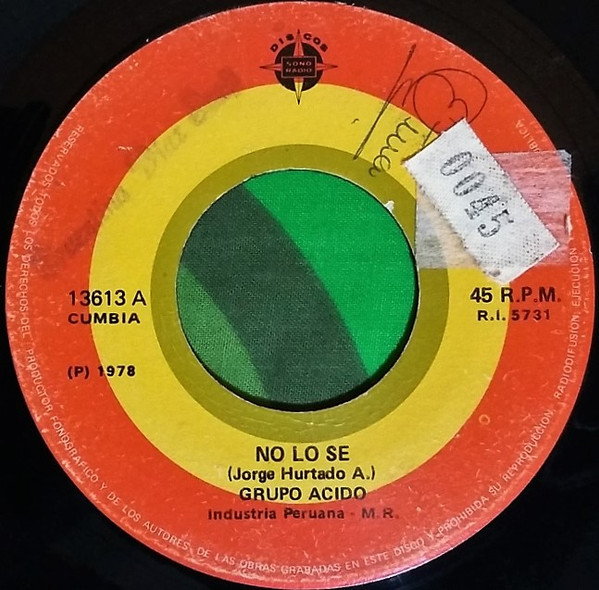 DISCOS
SONO
RADIO
0045
13613 A
CUMBIA
45 R.P.M.
R.I. 5731
(P) 1978
NO LO SE
(Jorge Hurtado A.)
GRUPO ACIDO
Industria Peruana - M.R.
RESERVADOS TODOS LOS DERECHOS DEL PRODUCTOR FONOGRAFICO Y DE LOS AUTORES DE LAS OBRAS GRABADAS EN ESTE DISCO Y PROHIBIDA SU REPRODUCCION, RADIODIFUSION, EJECUCION